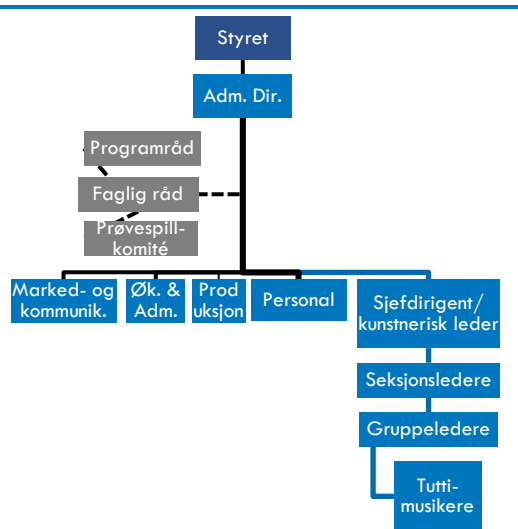 Styret
Adm. Dir.
Programråd
Faglig råd
Prøvespill-
komité
Marked- og
kommunik.
Øk. &
Adm.
Prod
uksjon
Personal
Sjefdirigent/
kunstnerisk leder
Seksjonsledere
Gruppeledere
Tutti-
musikere